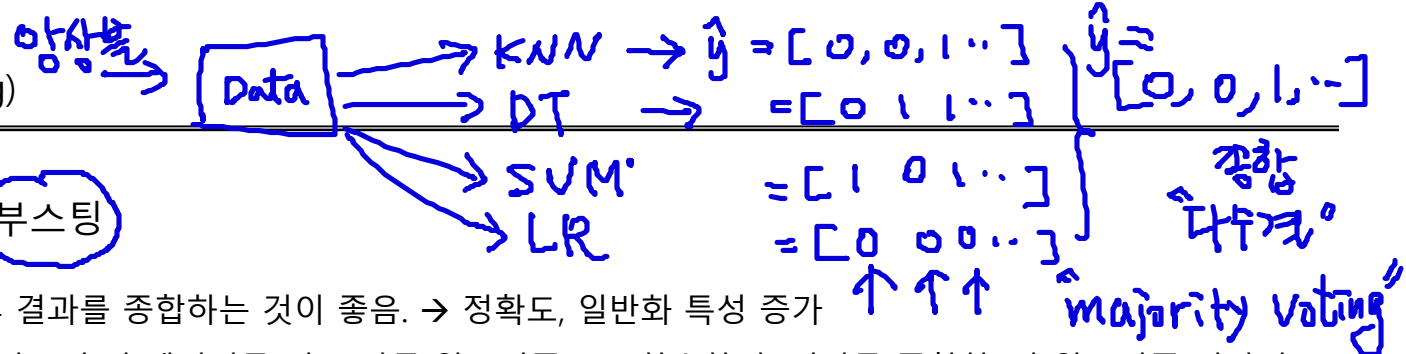 앙상블 → Data → KNN → ŷ = [0, 0, 1 ..] ŷ = [0, 0, 1, ..]
g)
→ DT → = [0 1 1 ..]
→ SVM = [1 0 1 ..] 종합
부스팅 → LR = [0 0 0 ..] "다수결"
결과를 종합하는 것이 좋음. → 정확도, 일반화 특성 증가 ↑ ↑ ↑ "majority voting"